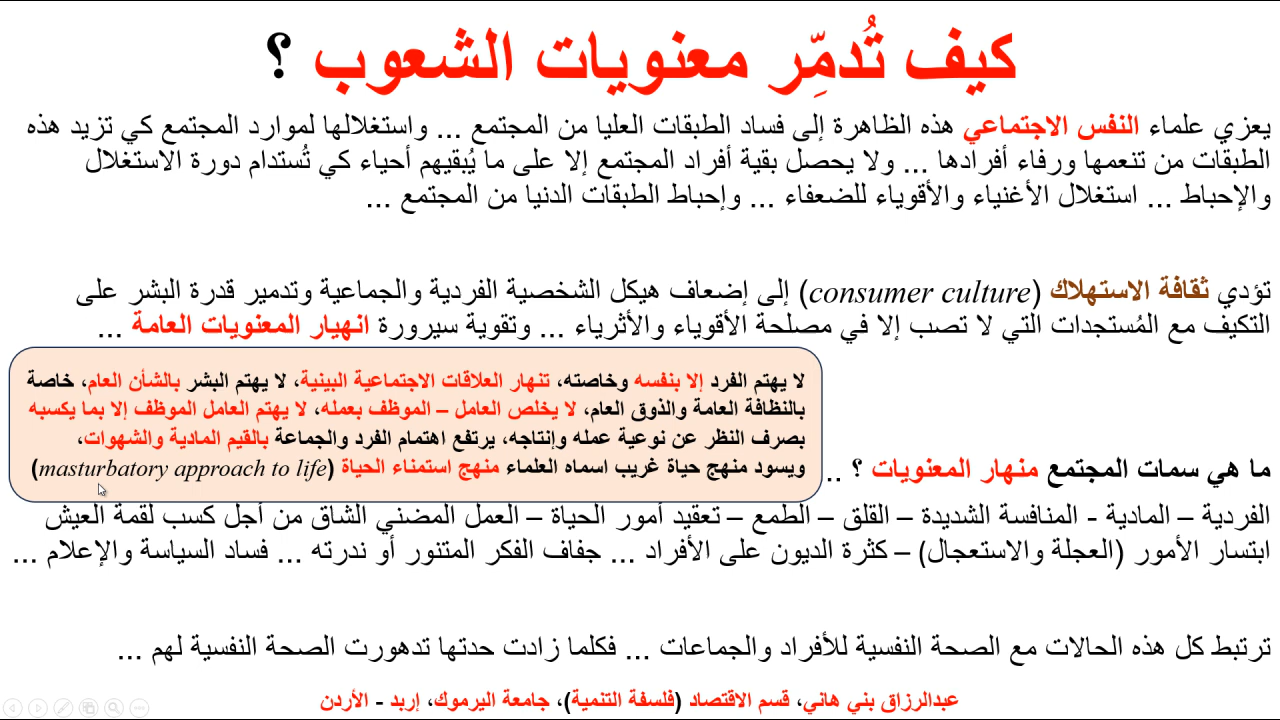 كيف تُدمِّر معنويات الشعوب ؟
يعزي علماء النفس الاجتماعي هذه الظاهرة إلى فساد الطبقات العليا من المجتمع ... واستغلالها لموارد المجتمع كي تزيد هذه
الطبقات من تنعمها ورفاء أفرادها ... ولا يحصل بقية أفراد المجتمع إلا على ما يُبقيهم أحياء كي تُستدام دورة الاستغلال
والإحباط ... استغلال الأغنياء والأقوياء للضعفاء ... وإحباط الطبقات الدنيا من المجتمع ...
تؤدي ثقافة الاستهلاك (consumer culture) إلى إضعاف هيكل الشخصية الفردية والجماعية وتدمير قدرة البشر على
التكيف مع المُستجدات التي لا تصب إلا في مصلحة الأقوياء والأثرياء ... وتقوية سيرورة انهيار المعنويات العامة ...
لا يهتم الفرد إلا بنفسه وخاصته، تنهار العلاقات الاجتماعية البينية، لا يهتم البشر بالشأن العام، خاصة
بالنظافة العامة والذوق العام، لا يخلص العامل – الموظف بعمله، لا يهتم العامل الموظف إلا بما يكسبه
بصرف النظر عن نوعية عمله وإنتاجه، يرتفع اهتمام الفرد والجماعة بالقيم المادية والشهوات،
ويسود منهج حياة غريب اسماه العلماء منهج استمناء الحياة (masturbatory approach to life)
ما هي سمات المجتمع منهار المعنويات ؟ ..
الفردية – المادية - المنافسة الشديدة – القلق – الطمع – تعقيد أمور الحياة – العمل المضني الشاق من أجل كسب لقمة العيش
ابتسار الأمور (العجلة والاستعجال) – كثرة الديون على الأفراد ... جفاف الفكر المتنور أو ندرته ... فساد السياسة والإعلام ...
ترتبط كل هذه الحالات مع الصحة النفسية للأفراد والجماعات ... فكلما زادت حدتها تدهورت الصحة النفسية لهم ...
عبدالرزاق بني هاني، قسم الاقتصاد (فلسفة التنمية)، جامعة اليرموك، إربد - الأردن